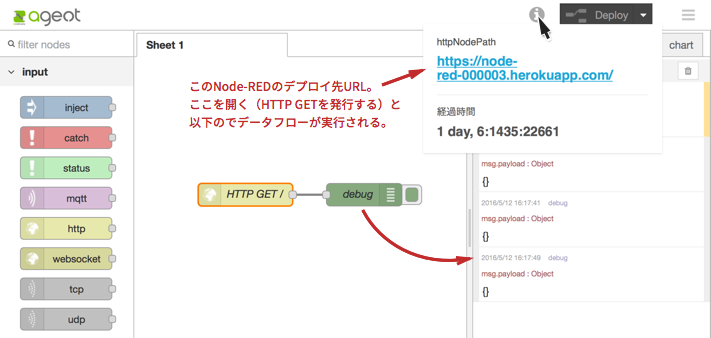 ageot
Deploy
filter nodes
Sheet 1
chart
httpNodePath
https://node-
red-000003.herokuapp.com/
経過時間
1 day, 6:1435:22661
このNode-REDのデプロイ先URL。
ここを開く（HTTP GETを発行する）と
以下のでデータフローが実行される。
input
inject
catch
status
mqtt
http
websocket
tcp
udp
HTTP GET /
debug
msg.payload : Object
{}
2016/5/12 16:17:41 debug
msg.payload : Object
{}
2016/5/12 16:17:49 debug
msg.payload : Object
{}